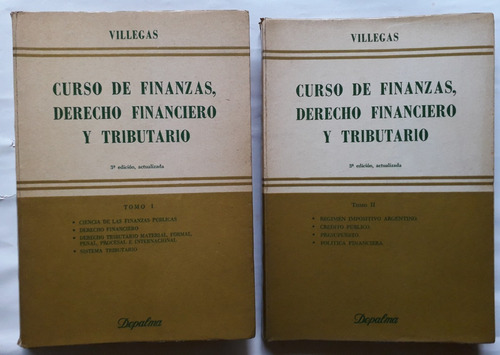 VILLEGAS
CURSO DE FINANZAS,
DERECHO FINANCIERO
Y TRIBUTARIO
3ª edición, actualizada
TOMO I
• CIENCIA DE LAS FINANZAS PUBLICAS
• DERECHO FINANCIERO
• DERECHO TRIBUTARIO MATERIAL, FORMAL,
PENAL, PROCESAL E INTERNACIONAL
• SISTEMA TRIBUTARIO
Depalma
VILLEGAS
CURSO DE FINANZAS,
DERECHO FINANCIERO
Y TRIBUTARIO
edición, actualizada
Tomo II
• REGIMEN IMPOSITIVO ARGENTINO.
• CREDITO PUBLICO.
• PRESUPUESTO.
• POLITICA FINANCIERA.
Depalma